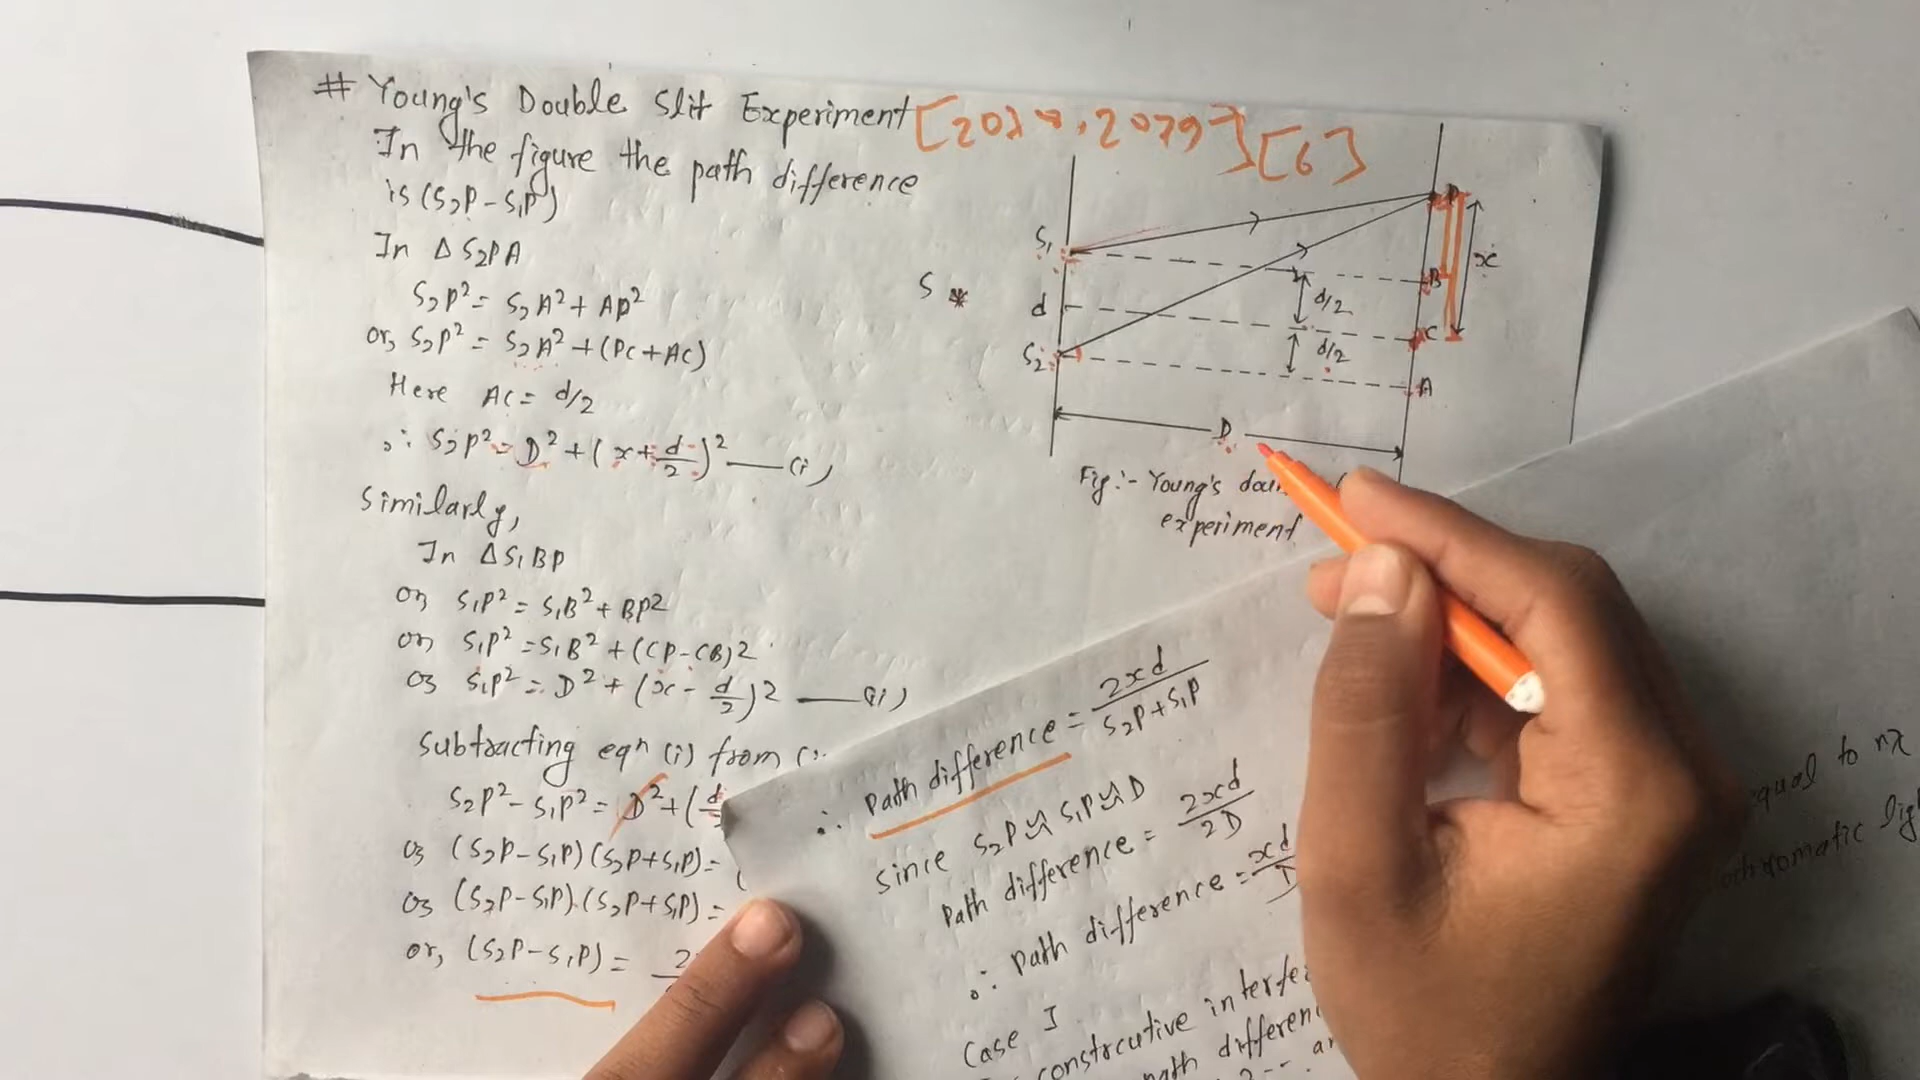 # Young's Double Slit Experiment
[6]
In the figure the path difference
is (S2P - S1P)
In Δ S2PA
S2P² = S2A² + AP²
or, S2P² = S2A² + (PC + AC)
Here AC = d/2
∴ S2P² = D² + (x + d/2)² —— (i)
Similarly,
In ΔS1BP
or S1P² = S1B² + BP2
or S1P² = S1B² + (CP - CB)2
or S1P² = D² + (x - d/2)2 —— (ii)
Subtracting eqn (i) from
S2P² - S1P² = D² + (d
or (S2P - S1P)(S2P + S1P) =
or (S2P - S1P).(S2P + S1P) =
or, (S2P - S1P) = 2
S
S1
d
S2
P
B
C
A
x
d/2
d/2
D
Fig:- Young's
experiment
∴ Path difference = 2xd/S2P + S1P
since S2P ≈ S1P ≈ D
Path difference = 2xd/2D
∴ Path difference = xd/D
Case I
equal to nλ